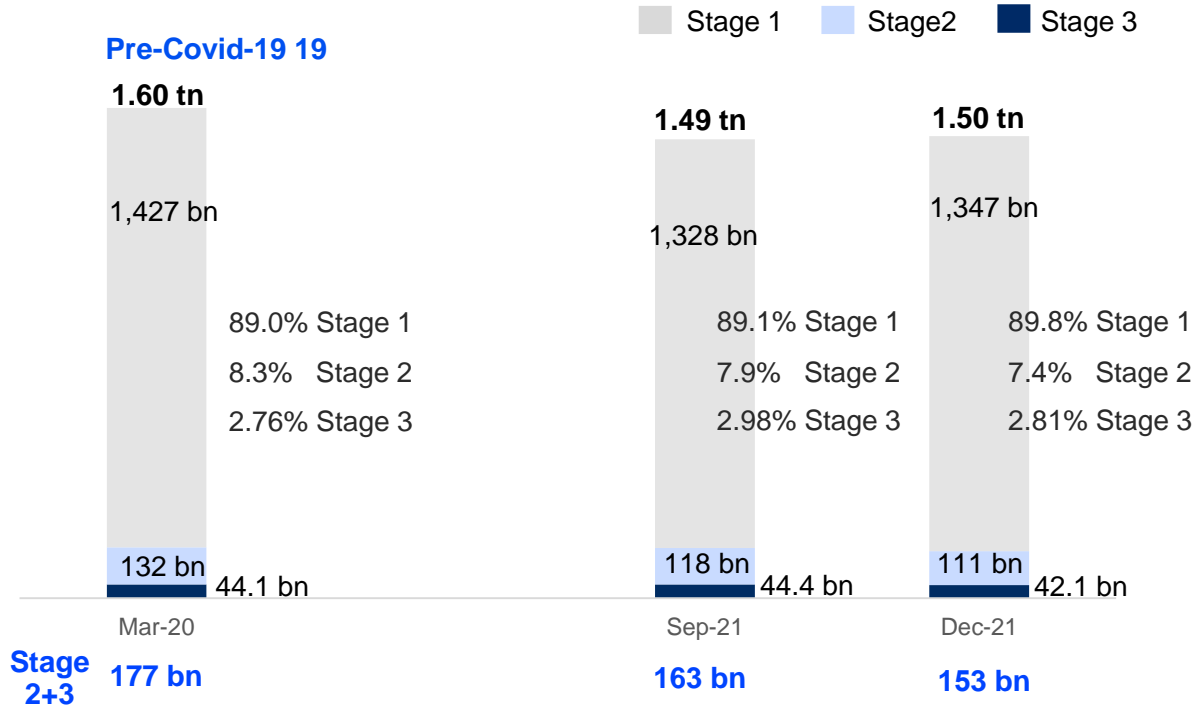 Stage 1 Stage2 Stage 3
Pre-Covid-19 19
1.60 tn
1.49 tn
1.50 tn
1,427 bn
1,328 bn
1,347 bn
89.0% Stage 1
8.3% Stage 2
2.76% Stage 3
89.1% Stage 1
7.9% Stage 2
2.98% Stage 3
89.8% Stage 1
7.4% Stage 2
2.81% Stage 3
132 bn
44.1 bn
118 bn
44.4 bn
111 bn
42.1 bn
Mar-20
Sep-21
Dec-21
Stage
2+3
177 bn
163 bn
153 bn